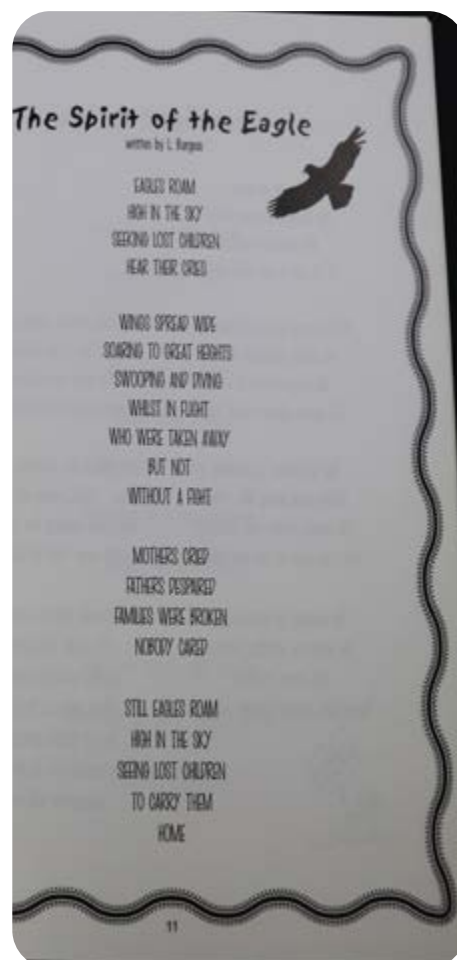 The Spirit of the Eagle
written by L. Burgess
EAGLES ROAM
HIGH IN THE SKY
SEEKING LOST CHILDREN
HEAR THEIR CRIES
WINGS SPREAD WIDE
SOARING TO GREAT HEIGHTS
SWOOPING AND DIVING
WHILST IN FLIGHT
WHO WERE TAKEN AWAY
BUT NOT
WITHOUT A FIGHT
MOTHERS CRIED
FATHERS DESPAIRED
FAMILIES WERE BROKEN
NOBODY CARED
STILL EAGLES ROAM
HIGH IN THE SKY
SEEING LOST CHILDREN
TO CARRY THEM
HOME
11